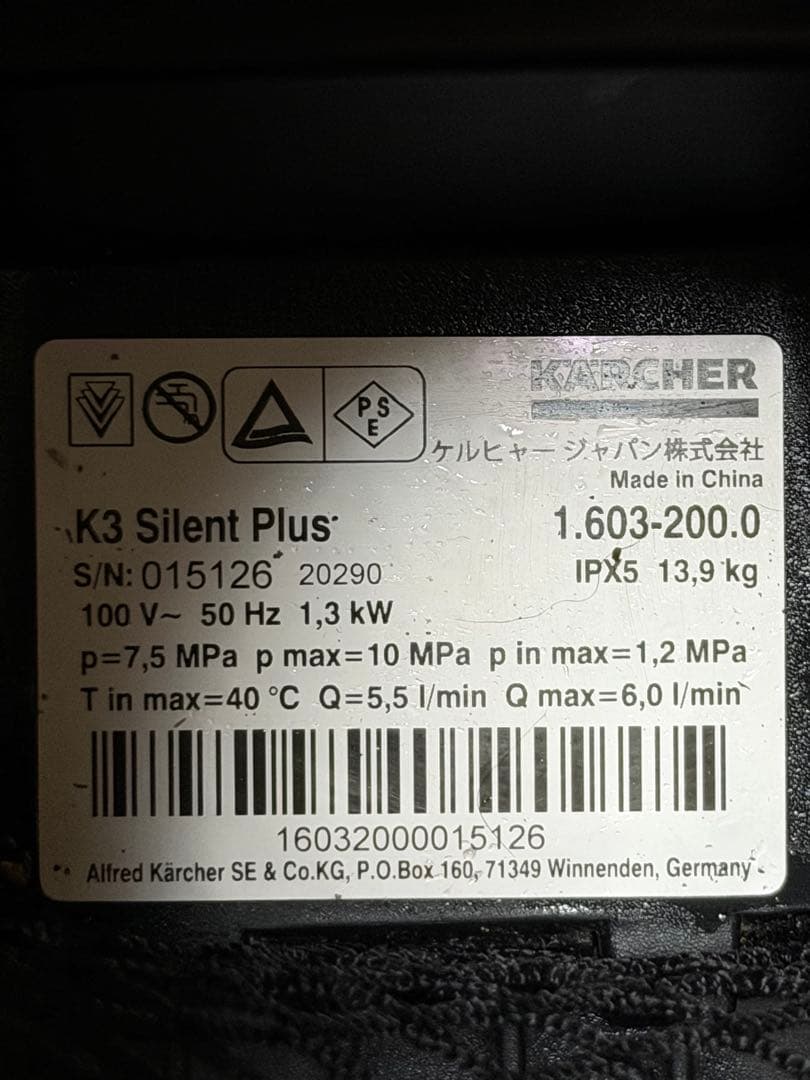 PSE
KÄRCHER
ケルヒャー ジャパン株式会社
Made in China
K3 Silent Plus 1.603-200.0
S/N: 015126 20290 IPX5 13,9 kg
100 V~ 50 Hz 1,3 kW
p=7,5 MPa p max=10 MPa p in max=1,2 MPa
T in max=40 °C Q=5,5 l/min Q max=6,0 l/min
16032000015126
Alfred Kärcher SE & Co.KG, P.O.Box 160, 71349 Winnenden, Germany